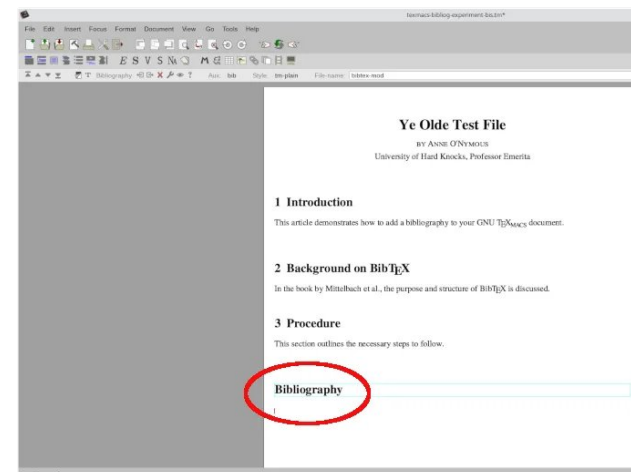 texmacs-bibliog-experiment-bis.tm*
File Edit Insert Focus Format Document View Go Tools Help
Bibliography Aux: bib Style: tm-plain File-name: bibtex-mod
Ye Olde Test File
BY ANNE O'NYMOUS
University of Hard Knocks, Professor Emerita
1 Introduction
This article demonstrates how to add a bibliography to your GNU TEXMACS document.
2 Background on BibTEX
In the book by Mittelbach et al., the purpose and structure of BibTEX is discussed.
3 Procedure
This section outlines the necessary steps to follow.
Bibliography